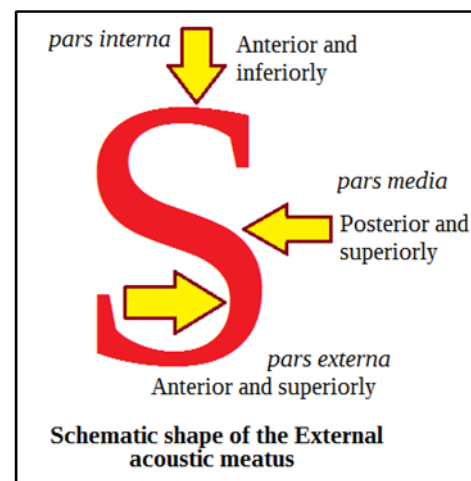 pars interna
Anterior and
inferiorly
S
pars media
Posterior and
superiorly
pars externa
Anterior and superiorly
Schematic shape of the External
acoustic meatus